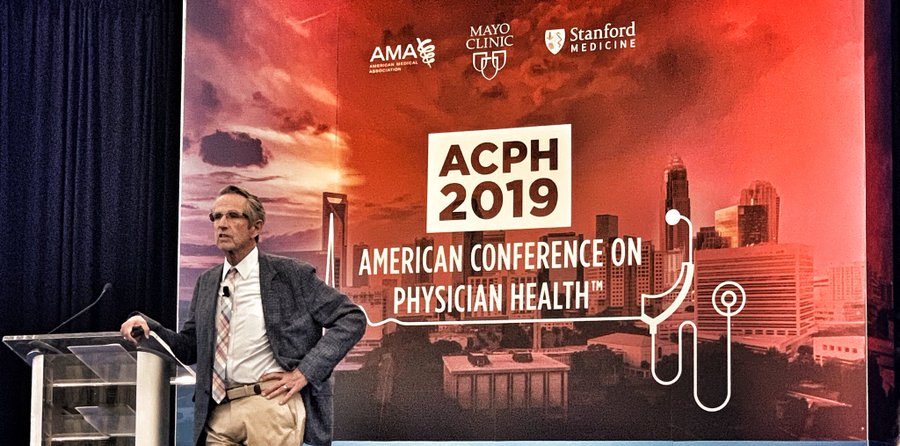 AMA
AMERICAN MEDICAL
ASSOCIATION
MAYO
CLINIC
Stanford
MEDICINE
ACPH
2019
AMERICAN CONFERENCE ON
PHYSICIAN HEALTH™